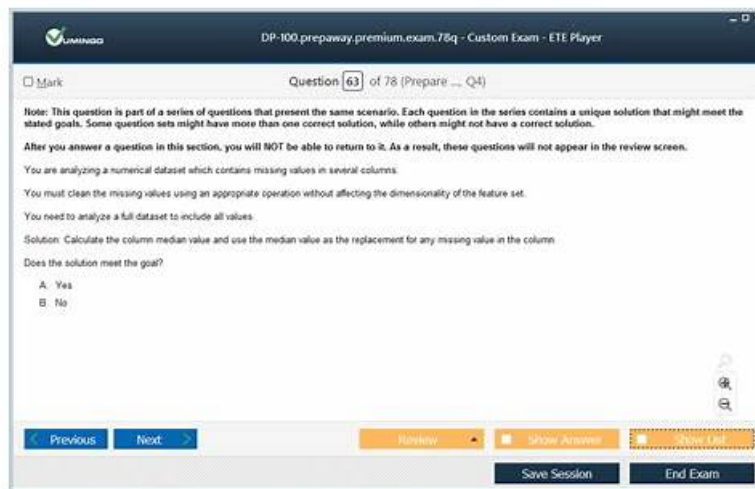 Vumingo
DP-100.prepaway.premium.exam.78q - Custom Exam - ETE Player
Mark
Question 63 of 78 (Prepare ..., Q4)
Note: This question is part of a series of questions that present the same scenario. Each question in the series contains a unique solution that might meet the
stated goals. Some question sets might have more than one correct solution, while others might not have a correct solution.
After you answer a question in this section, you will NOT be able to return to it. As a result, these questions will not appear in the review screen.
You are analyzing a numerical dataset which contains missing values in several columns.
You must clean the missing values using an appropriate operation without affecting the dimensionality of the feature set.
You need to analyze a full dataset to include all values.
Solution: Calculate the column median value and use the median value as the replacement for any missing value in the column.
Does the solution meet the goal?
A. Yes
B. No
Previous
Next
Review
Show Answer
Show List
Save Session
End Exam